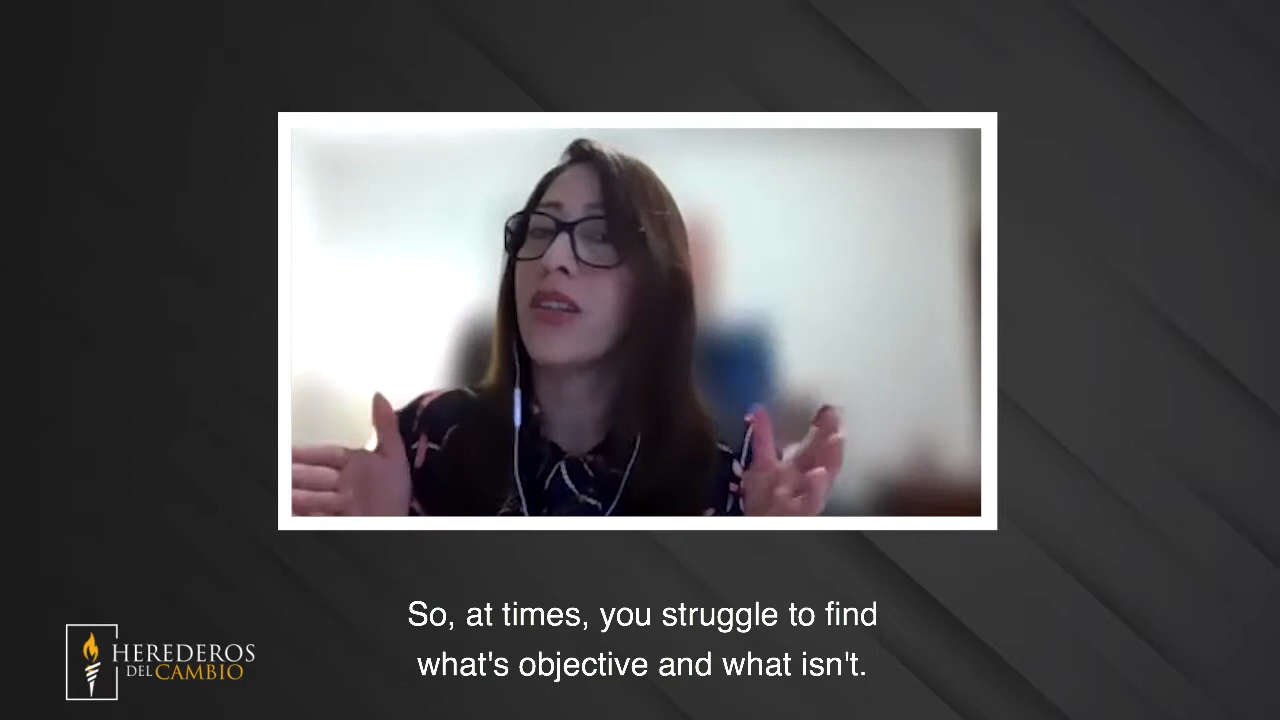 So, at times, you struggle to find
what's objective and what isn't.
HEREDEROS
DEL CAMBIO